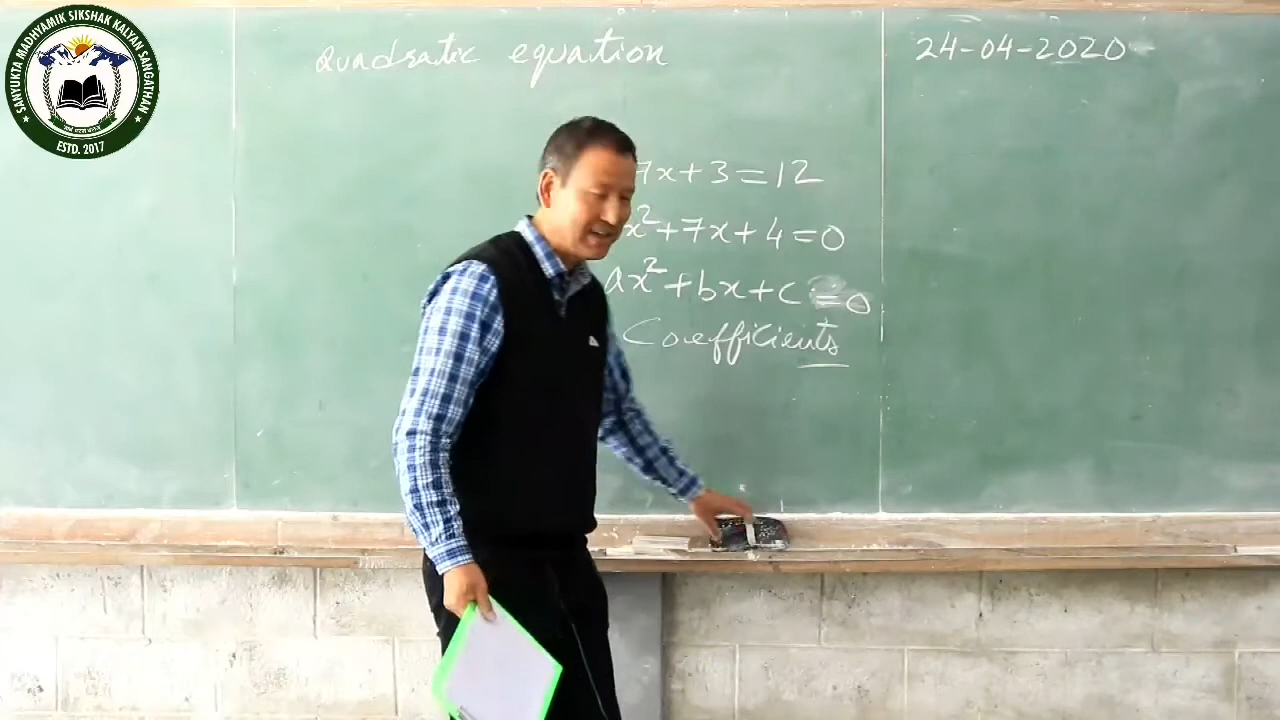 SANYUKTA MADHYAMIK SIKSHAK KALYAN SANGATHAN
ESTD. 2017
Quadratic equation
24-04-2020
7x+3=12
x²+7x+4=0
ax²+bx+c=0
Coefficients